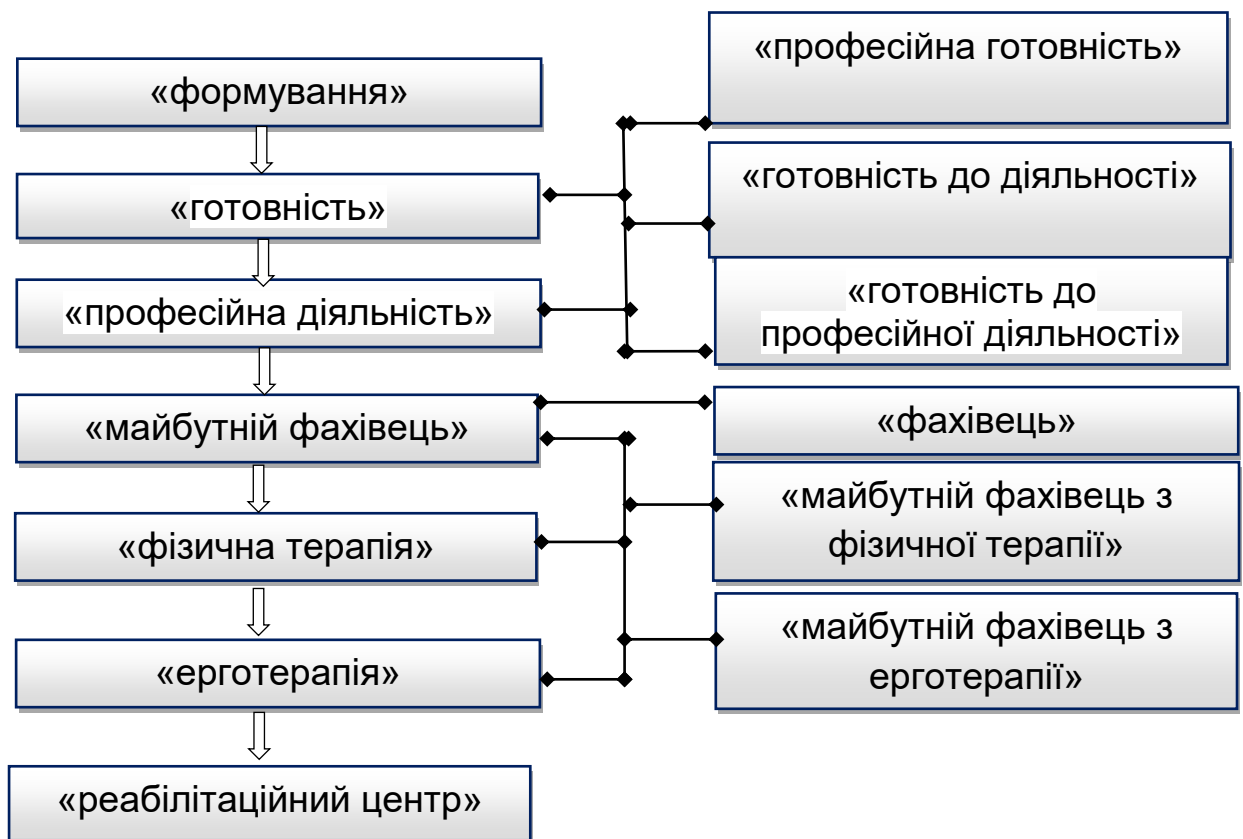 «формування»
«готовність»
«професійна діяльність»
«майбутній фахівець»
«фізична терапія»
«ерготерапія»
«реабілітаційний центр»
«професійна готовність»
«готовність до діяльності»
«готовність до
професійної діяльності»
«фахівець»
«майбутній фахівець з
фізичної терапії»
«майбутній фахівець з
ерготерапії»